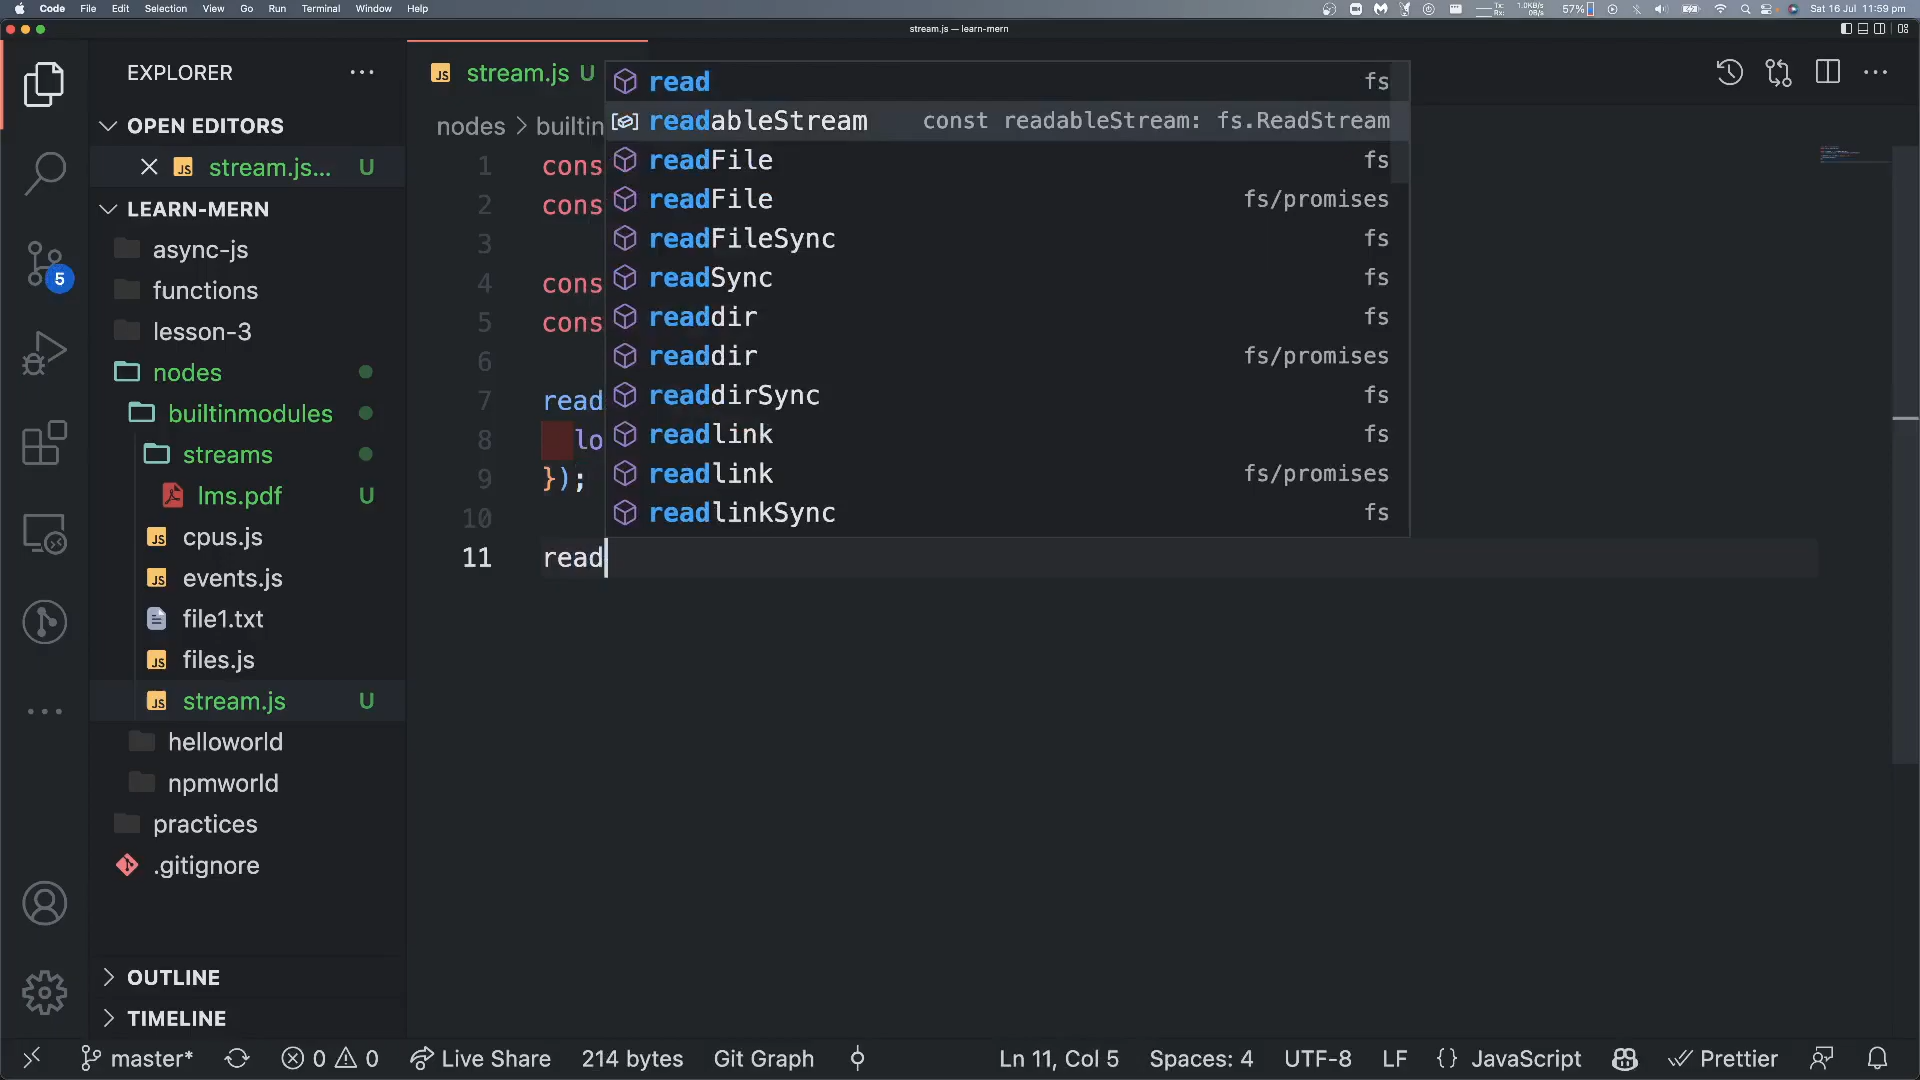 Code File Edit Selection View Go Run Terminal Window Help 57% Sat 16 Jul 11:59 pm
stream.js — learn-mern
EXPLORER
OPEN EDITORS
stream.js... U
LEARN-MERN
async-js
functions
lesson-3
nodes
builtinmodules
streams
lms.pdf U
cpus.js
events.js
file1.txt
files.js
stream.js U
helloworld
npmworld
practices
.gitignore
OUTLINE
TIMELINE
5
stream.js U
nodes > builtin
1 cons
2 cons
3
4 cons
5 cons
6
7 read
8 lo
9 });
10
11 read
read fs
readableStream const readableStream: fs.ReadStream
readFile fs
readFile fs/promises
readFileSync fs
readSync fs
readdir fs
readdir fs/promises
readdirSync fs
readlink fs
readlink fs/promises
readlinkSync fs
master* 0 0 Live Share 214 bytes Git Graph Ln 11, Col 5 Spaces: 4 UTF-8 LF {} JavaScript Prettier